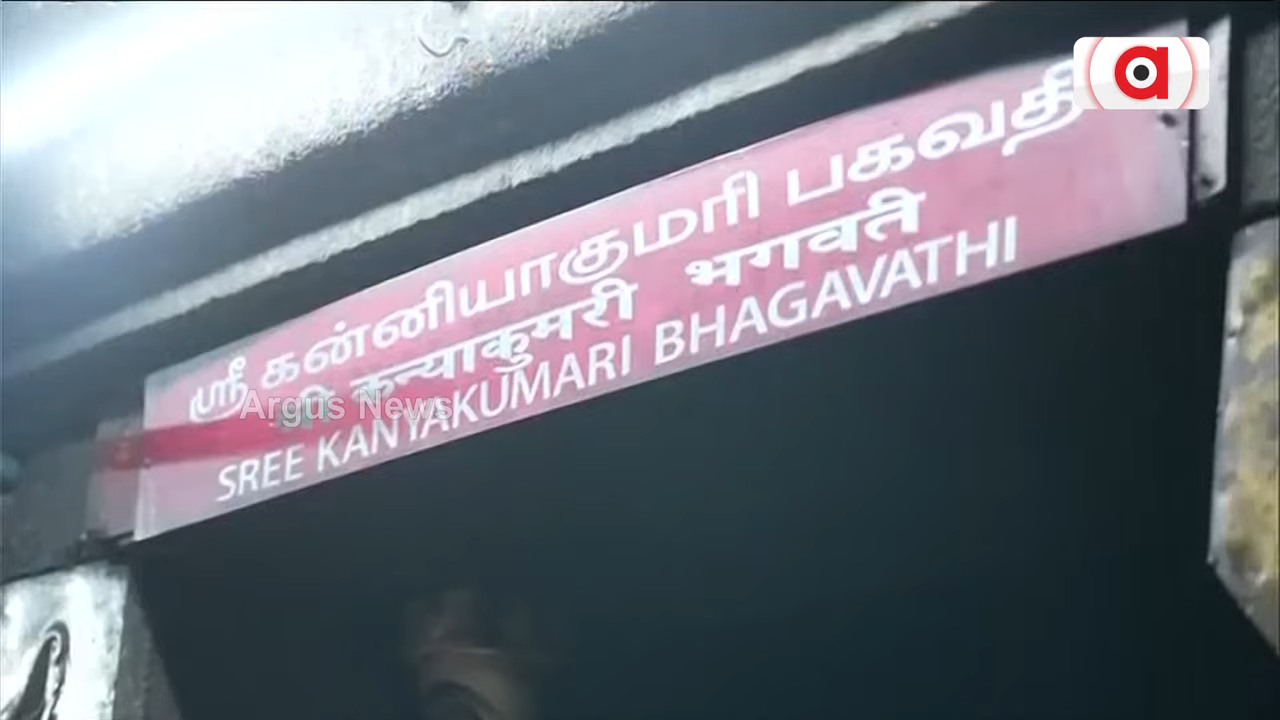 ஸ்ரீ கன்னியாகுமரி பகவதி
श्री कन्याकुमरी भगवते
SREE KANYAKUMARI BHAGAVATHI
Argus News
a